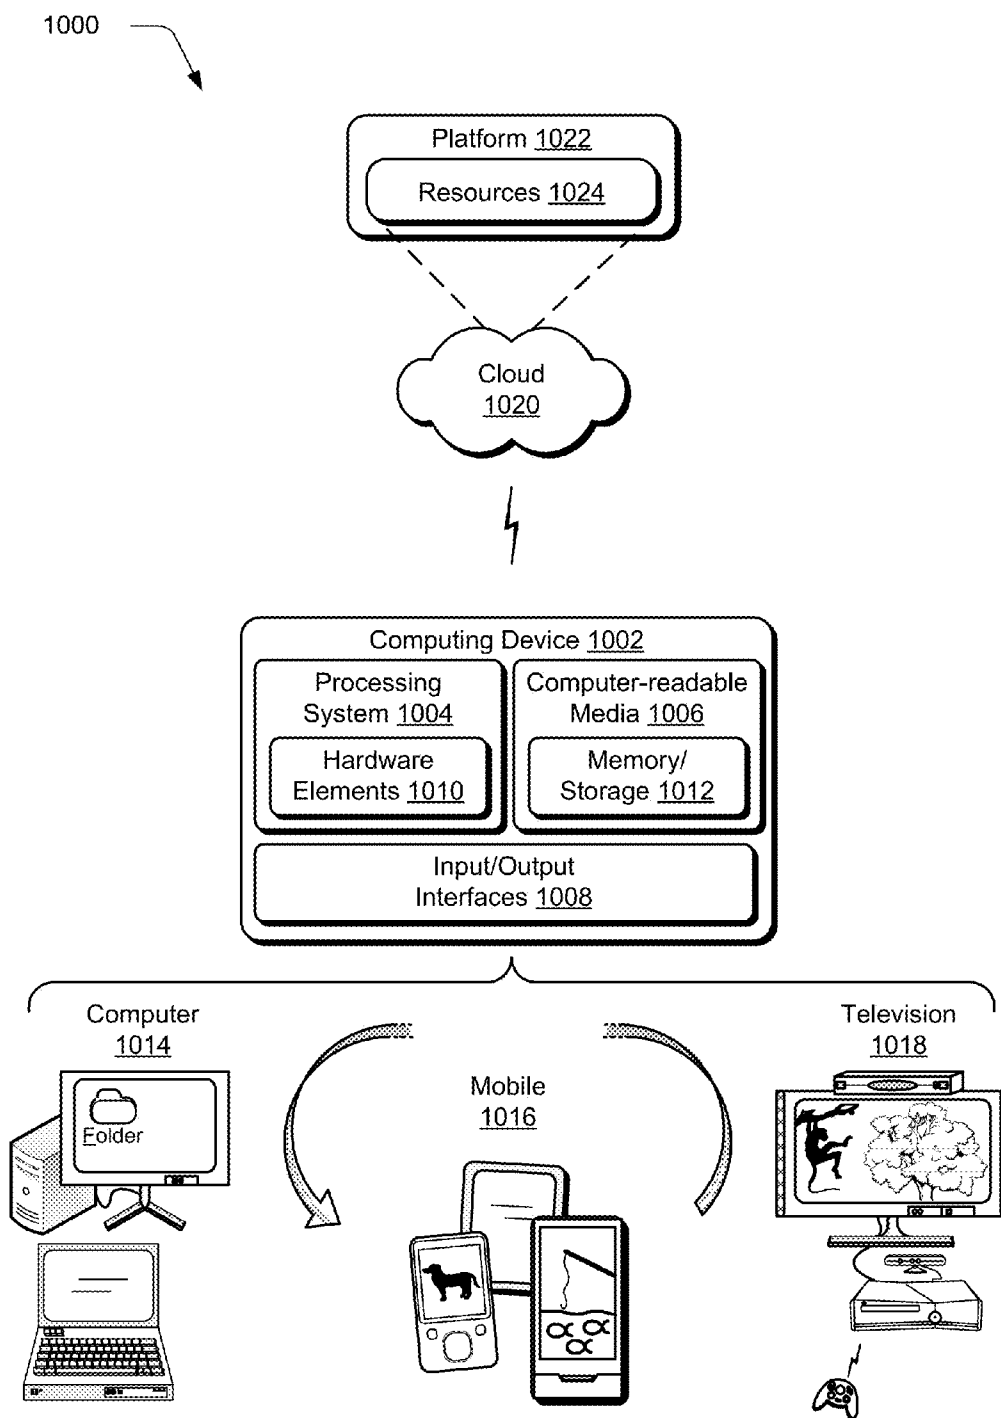 1000
Platform 1022
Resources 1024
Cloud
1020
Computing Device 1002
Processing
System 1004
Hardware
Elements 1010
Computer-readable
Media 1006
Memory/
Storage 1012
Input/Output
Interfaces 1008
Computer
1014
Folder
Mobile
1016
Television
1018